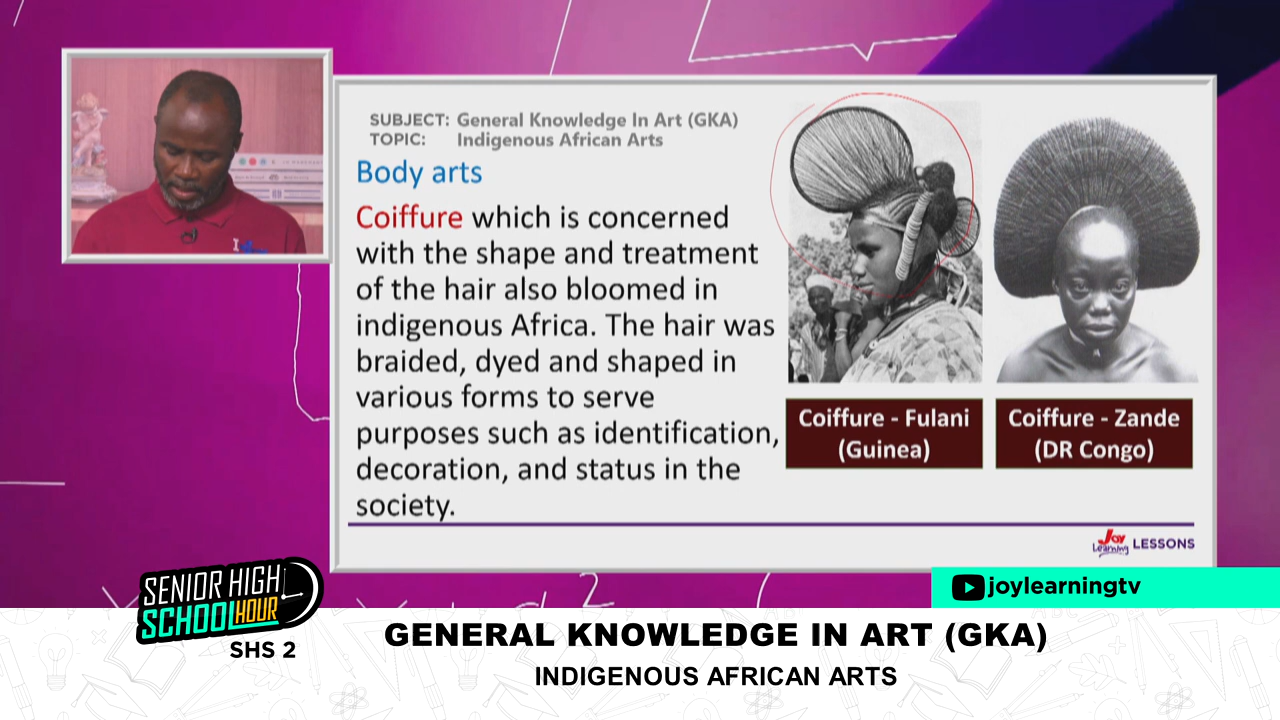 SUBJECT: General Knowledge In Art (GKA)
TOPIC: Indigenous African Arts
Body arts
Coiffure which is concerned
with the shape and treatment
of the hair also bloomed in
indigenous Africa. The hair was
braided, dyed and shaped in
various forms to serve
purposes such as identification,
decoration, and status in the
society.
Coiffure - Fulani
(Guinea)
Coiffure - Zande
(DR Congo)
Joy
Learning
LESSONS
joylearningtv
SENIOR HIGH
SCHOOL HOUR
SHS 2
GENERAL KNOWLEDGE IN ART (GKA)
INDIGENOUS AFRICAN ARTS